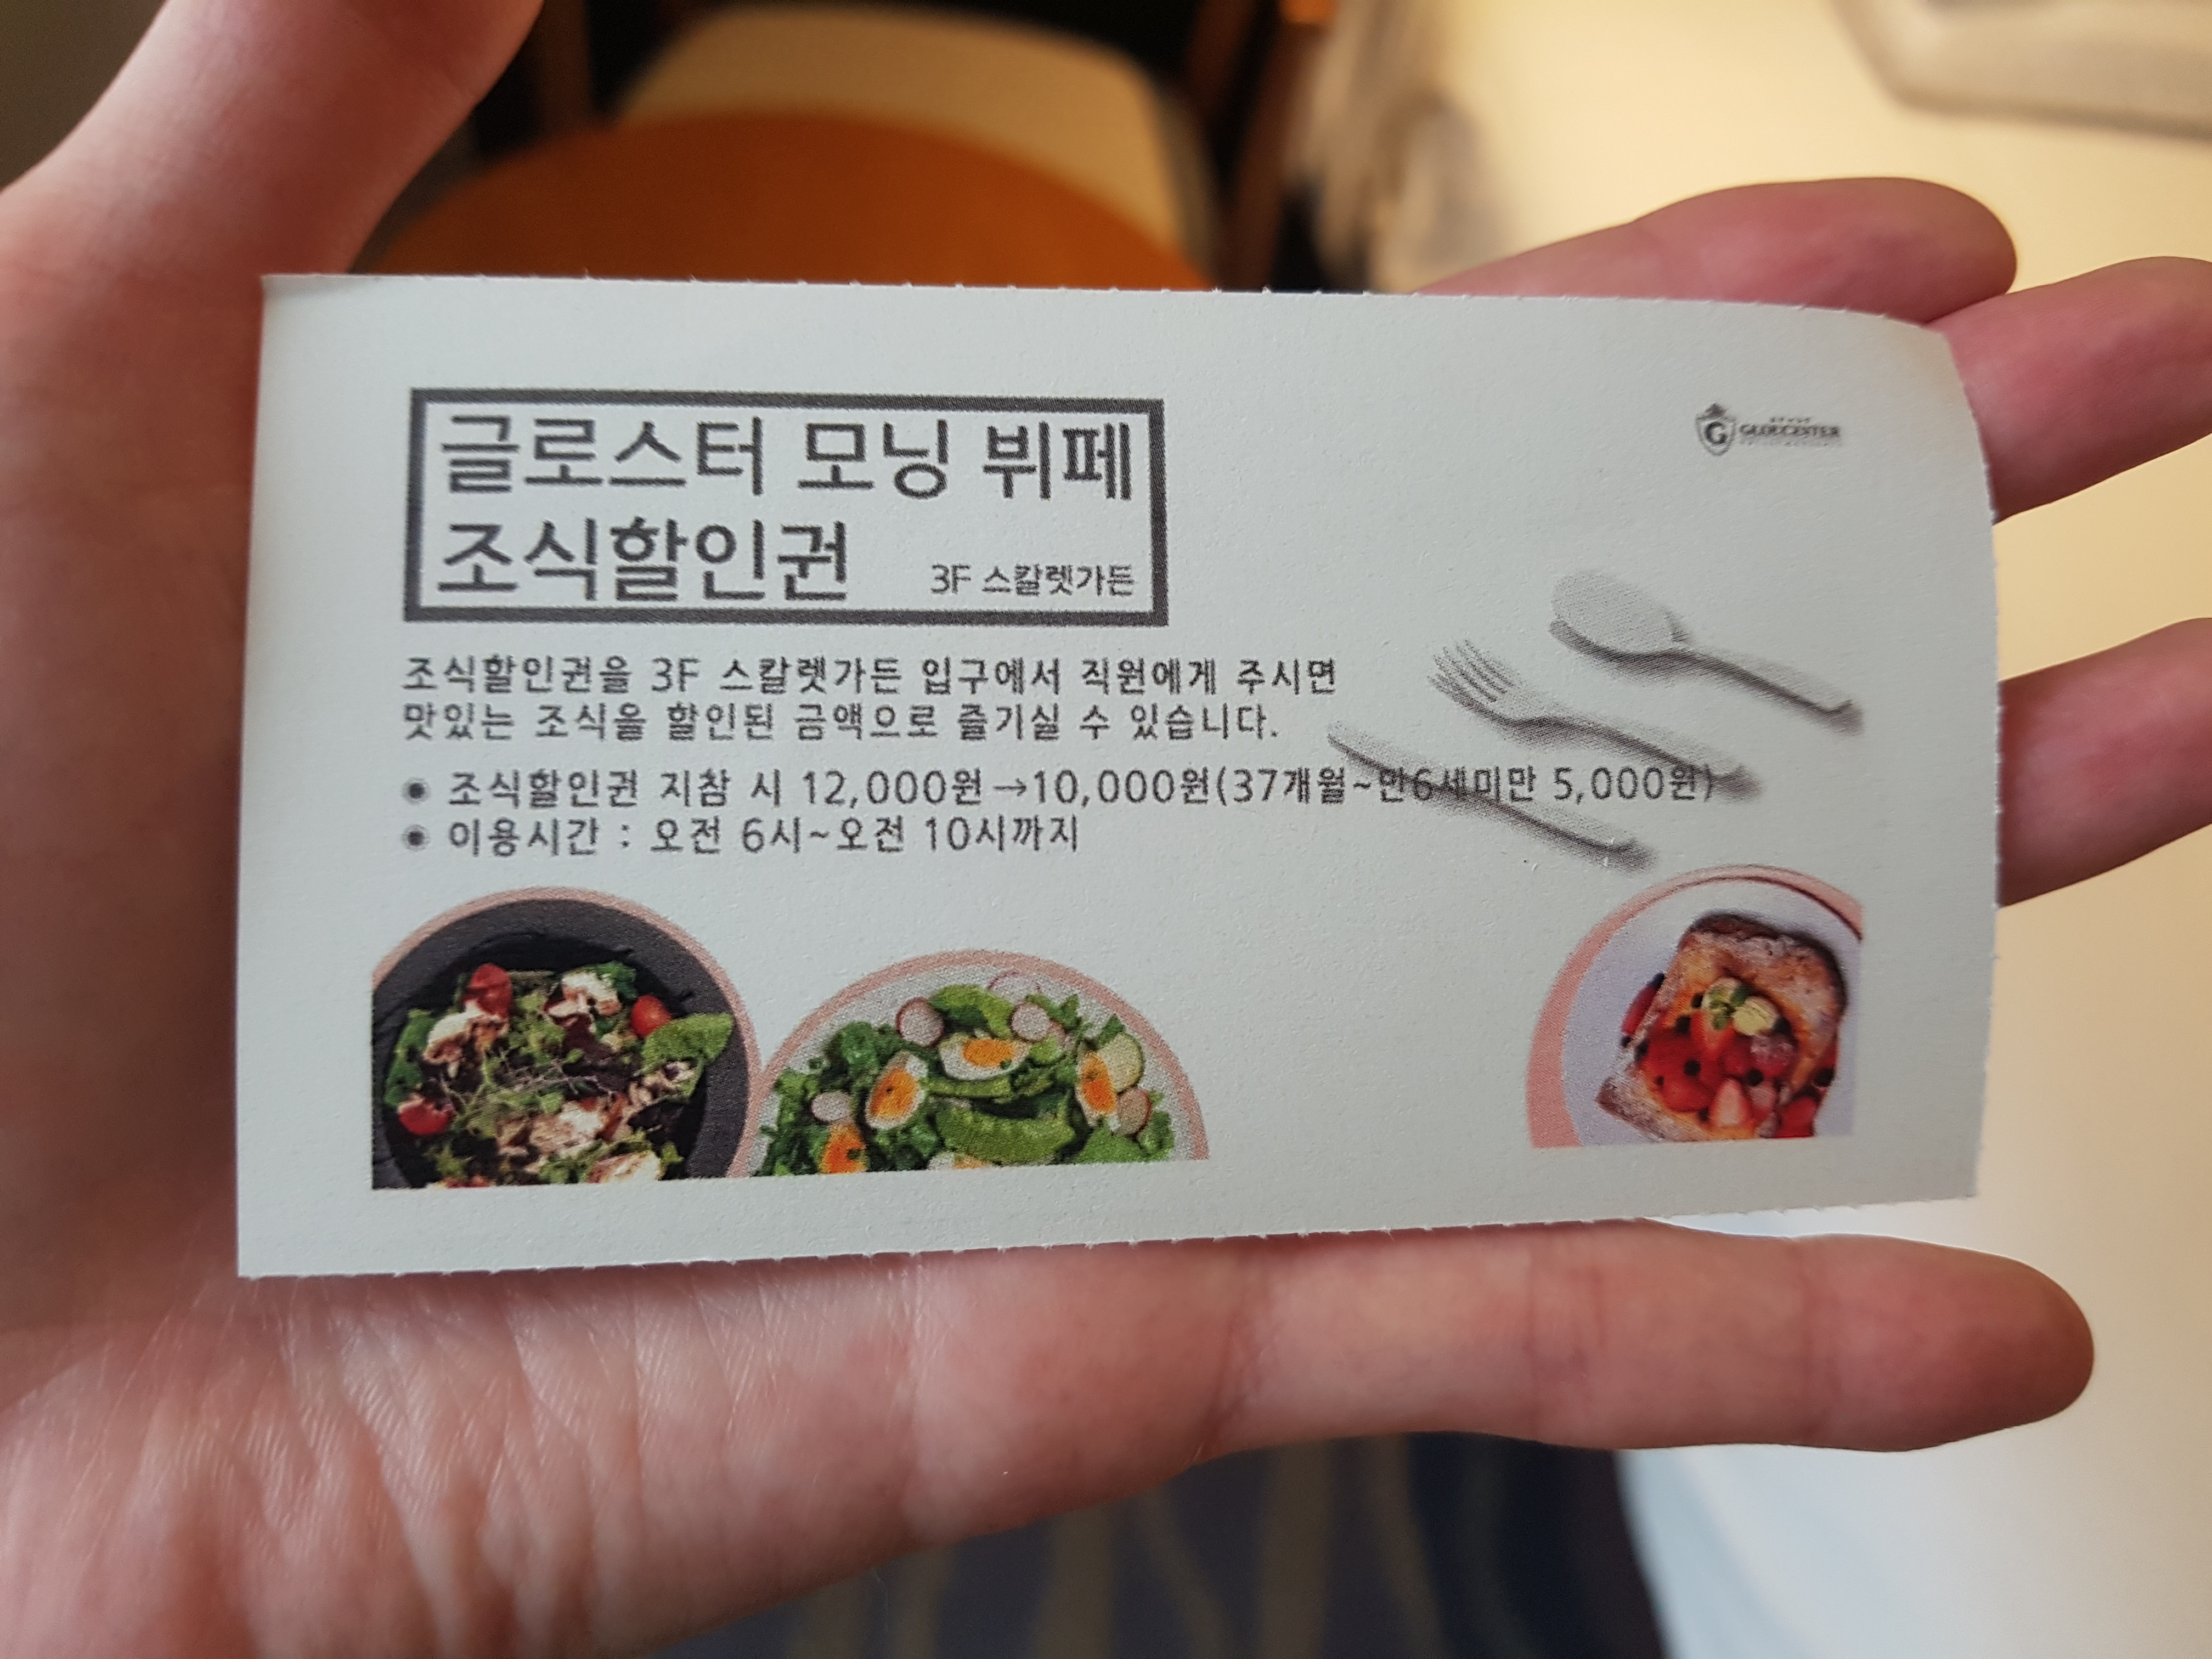 글로스터 모닝 뷔페
조식할인권 3F 스칼렛가든
GLOUCESTER
조식할인권을 3F 스칼렛가든 입구에서 직원에게 주시면
맛있는 조식을 할인된 금액으로 즐기실 수 있습니다.
◉ 조식할인권 지참 시 12,000원→10,000원(37개월~만6세미만 5,000원)
◉ 이용시간 : 오전 6시~오전 10시까지